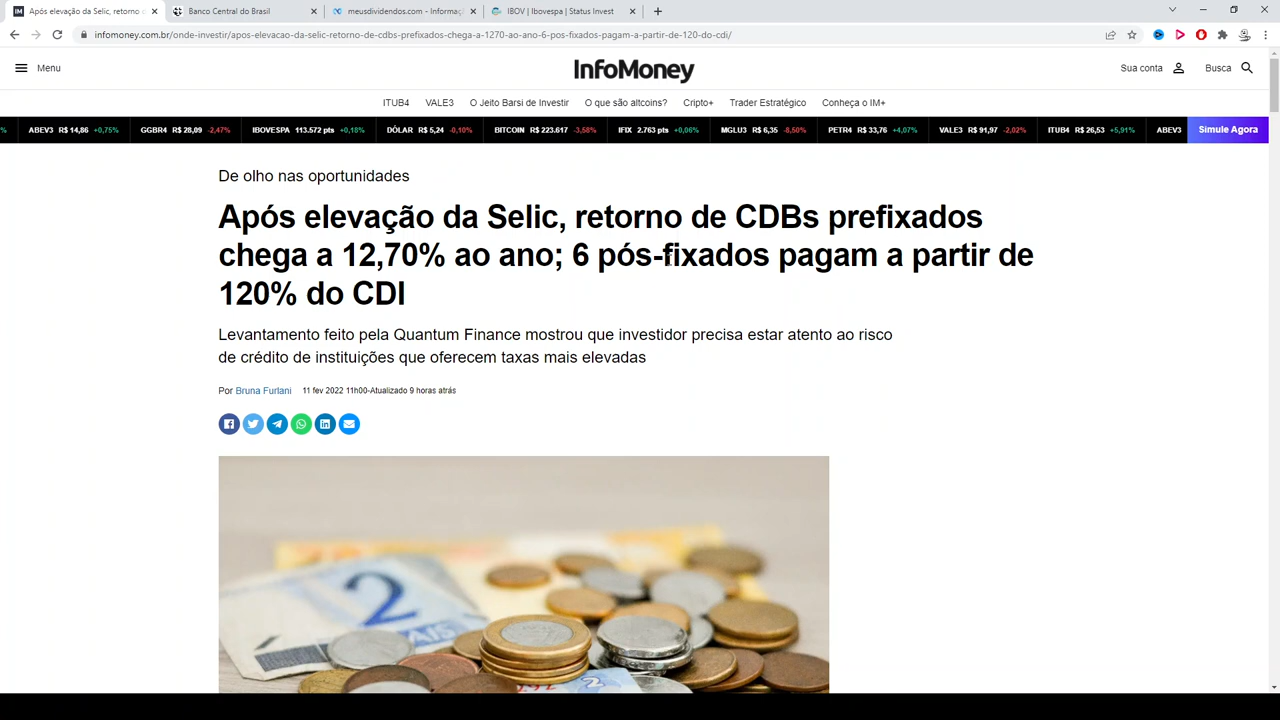 Após elevação da Selic, retorno d
Banco Central do Brasil
meusdividendos.com - Informaç
IBOV | Ibovespa | Status Invest
infomoney.com.br/onde-investir/apos-elevacao-da-selic-retorno-de-cdbs-prefixados-chega-a-1270-ao-ano-6-pos-fixados-pagam-a-partir-de-120-do-cdi/
Menu
InfoMoney
Sua conta
Busca
ITUB4 VALE3 O Jeito Barsi de Investir O que são altcoins? Cripto+ Trader Estratégico Conheça o IM+
% ABEV3 R$ 14,86 +0,75% GGBR4 R$ 28,09 -2,47% IBOVESPA 113.572 pts +0,18% DÓLAR R$ 5,24 -0,10% BITCOIN R$ 223.617 -3,58% IFIX 2.763 pts +0,06% MGLU3 R$ 6,35 -8,50% PETR4 R$ 33,76 +4,07% VALE3 R$ 91,97 -2,02% ITUB4 R$ 26,53 +5,91% ABEV3 Simule Agora
De olho nas oportunidades
Após elevação da Selic, retorno de CDBs prefixados
chega a 12,70% ao ano; 6 pós-fixados pagam a partir de
120% do CDI
Levantamento feito pela Quantum Finance mostrou que investidor precisa estar atento ao risco
de crédito de instituições que oferecem taxas mais elevadas
Por Bruna Furlani 11 fev 2022 11h00-Atualizado 9 horas atrás
2
REAIS